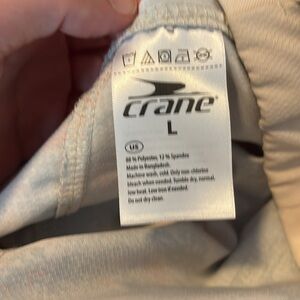 crane
L
US
88 % Polyester, 12 % Spandex
Made in Bangladesh.
Machine wash, cold. Only non-chlorine
bleach when needed. Tumble dry, normal,
low heat. Low iron if needed.
Do not dry clean.